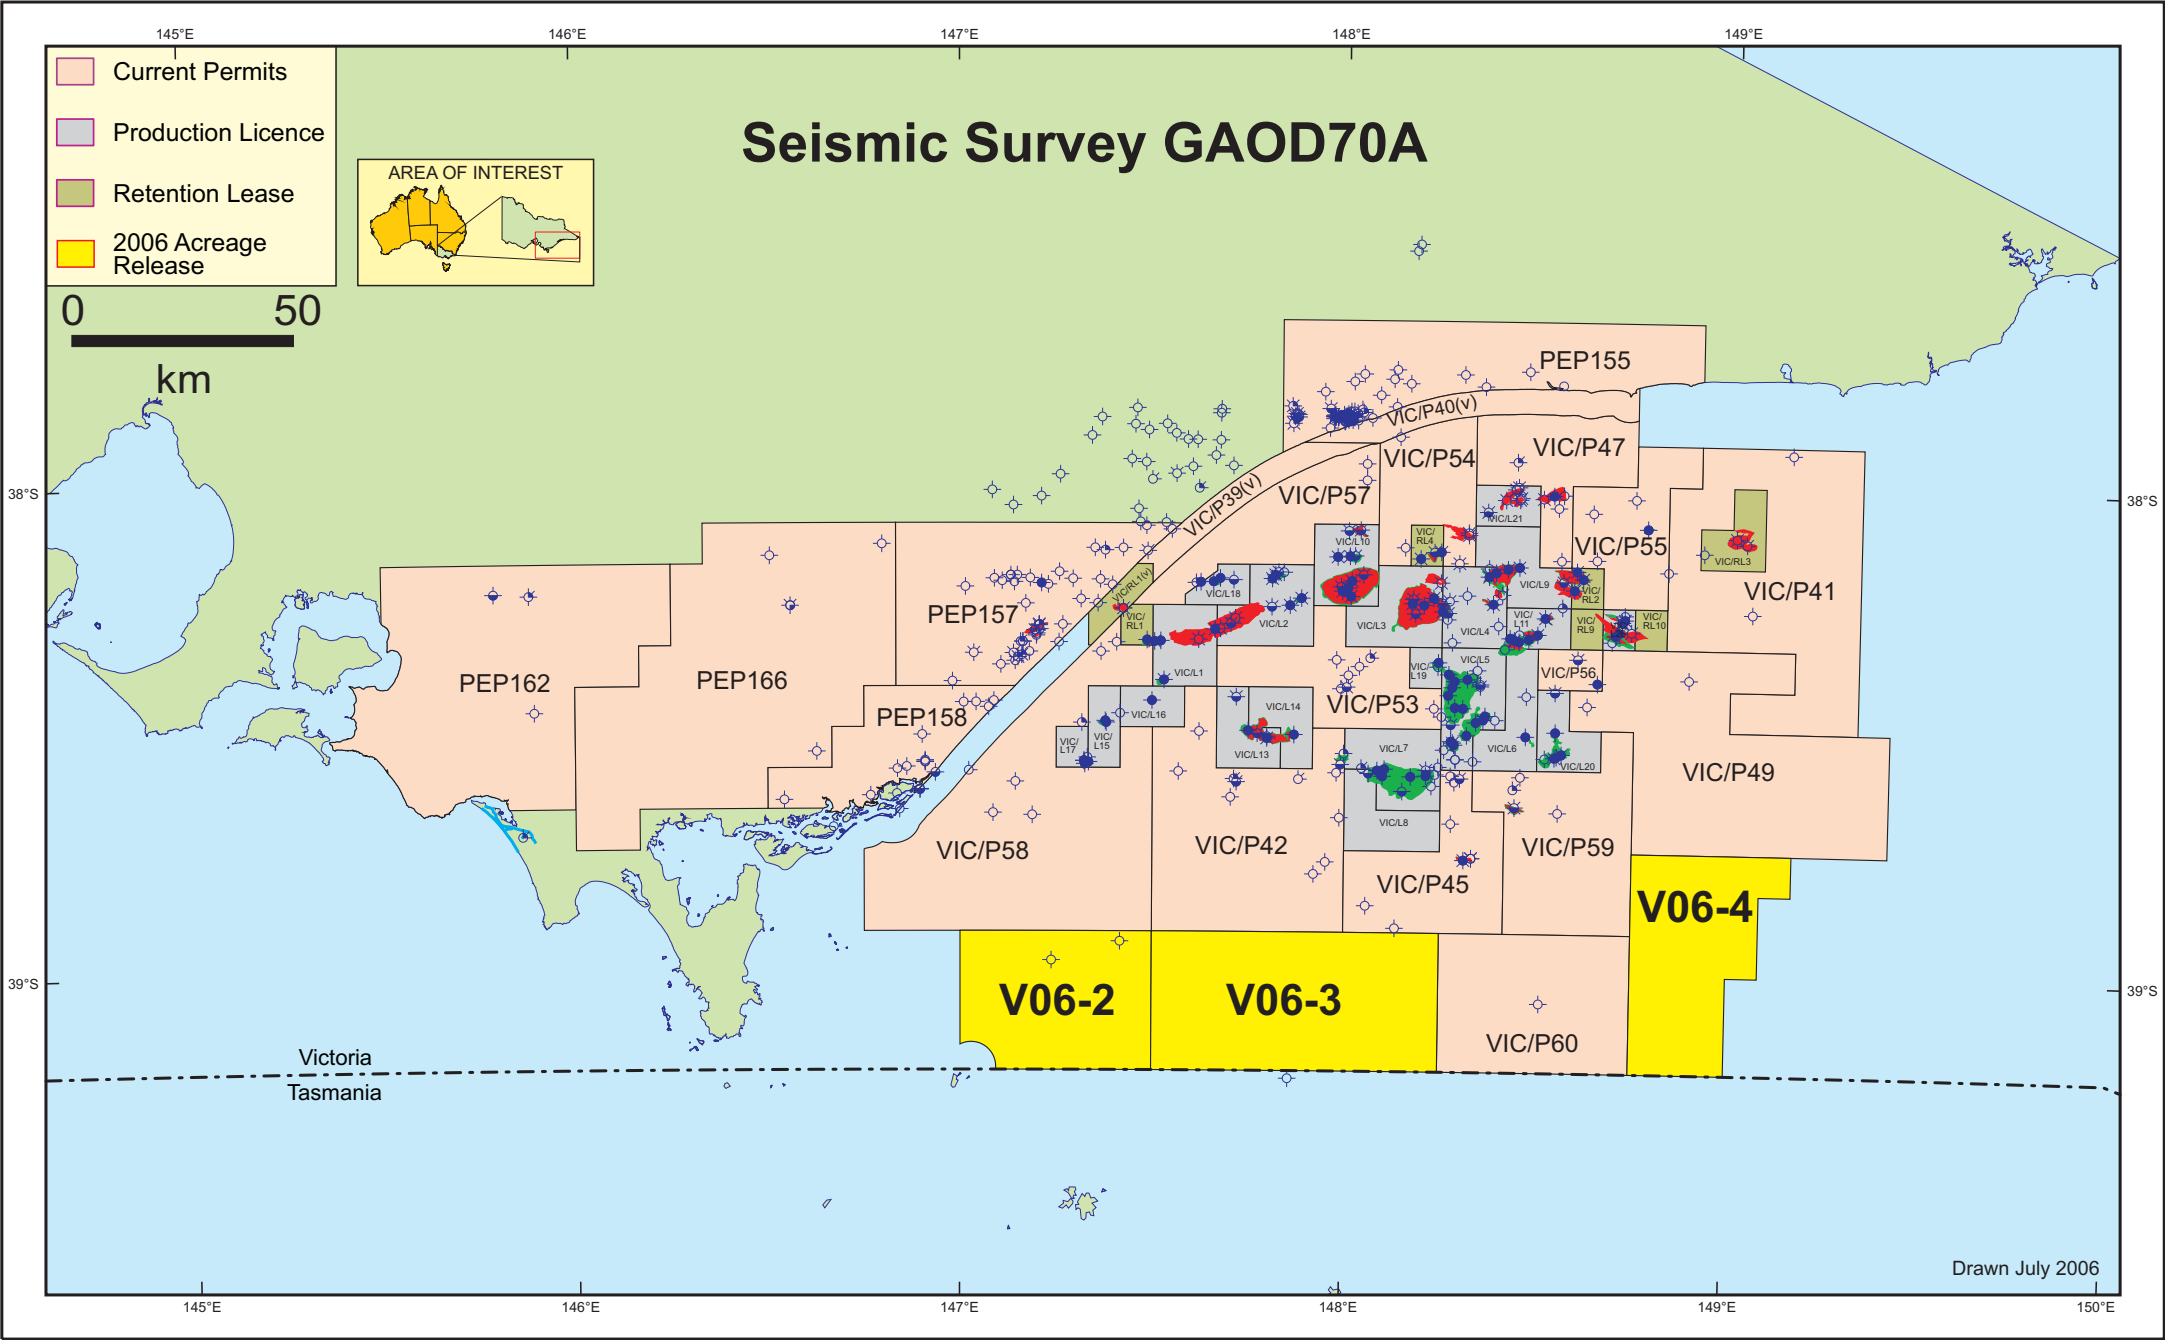 145°E
146°E
147°E
148°E
149°E
Current Permits
Production Licence
Retention Lease
2006 Acreage
Release
0
50
km
AREA OF INTEREST
Seismic Survey GAOD70A
PEP155
VIC/P40(v)
VIC/P47
VIC/P54
VIC/P57
VIC/P39(v)
38°S
38°S
VIC/L21
VIC/L10
VIC/
RL4
VIC/P55
VIC/RL3
VIC/P41
VIC/RL1(v)
VIC/L18
VIC/L9
VIC/
RL2
PEP157
VIC/
RL1
VIC/L2
VIC/L3
VIC/L4
VIC/
L11
VIC/
RL9
VIC/
RL10
VIC/L1
VIC/
L19
VIC/L5
VIC/P56
PEP162
PEP166
PEP158
VIC/P53
VIC/L16
VIC/L14
VIC/
L17
VIC/
L15
VIC/L13
VIC/L7
VIC/L6
VIC/L20
VIC/P49
VIC/L8
VIC/P58
VIC/P42
VIC/P59
VIC/P45
V06-4
39°S
39°S
V06-2
V06-3
VIC/P60
Victoria
Tasmania
Drawn July 2006
145°E
146°E
147°E
148°E
149°E
150°E